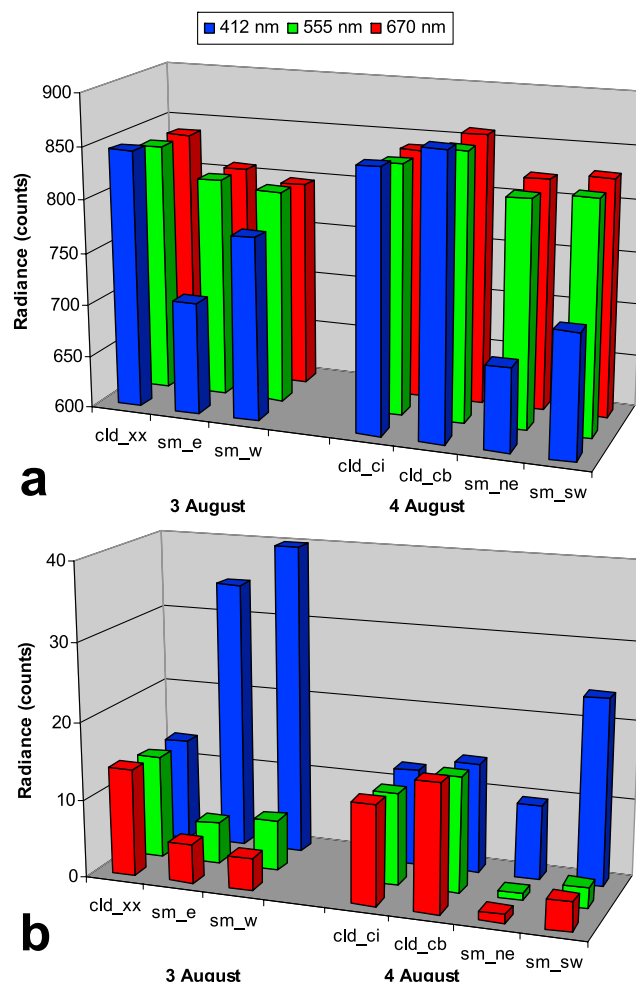 412 nm 555 nm 670 nm
900
850
800
750
700
650
600
Radiance (counts)
cld_xx sm_e sm_w cld_ci cld_cb sm_ne sm_sw
a
3 August 4 August
40
30
20
10
0
Radiance (counts)
cld_xx sm_e sm_w cld_ci cld_cb sm_ne sm_sw
b
3 August 4 August